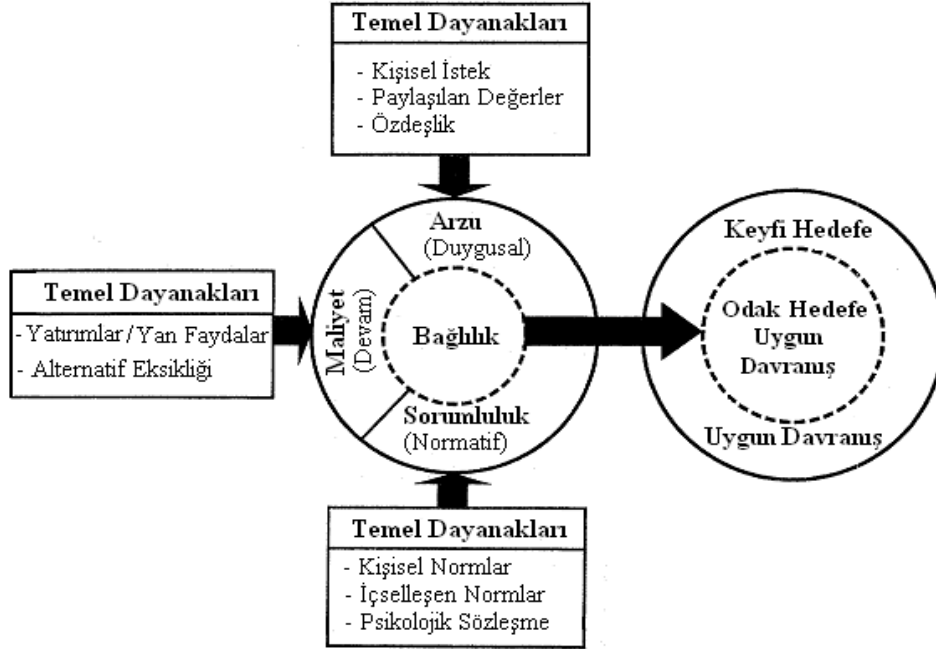 Temel Dayanakları
- Kişisel İstek
- Paylaşılan Değerler
- Özdeşlik
Temel Dayanakları
- Yatırımlar / Yan Faydalar
- Alternatif Eksikliği
Arzu
(Duygusal)
Maliyet
(Devam)
Bağlılık
Sorumluluk
(Normatif)
Keyfi Hedefe
Odak Hedefe
Uygun
Davranış
Uygun Davranış
Temel Dayanakları
- Kişisel Normlar
- İçselleşen Normlar
- Psikolojik Sözleşme